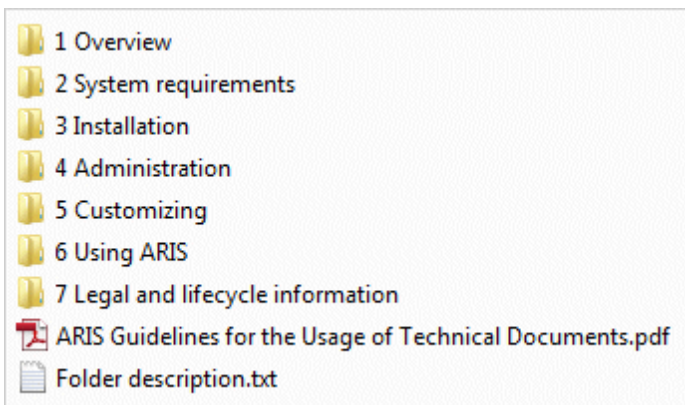 1 Overview
2 System requirements
3 Installation
4 Administration
5 Customizing
6 Using ARIS
7 Legal and lifecycle information
ARIS Guidelines for the Usage of Technical Documents.pdf
Folder description.txt